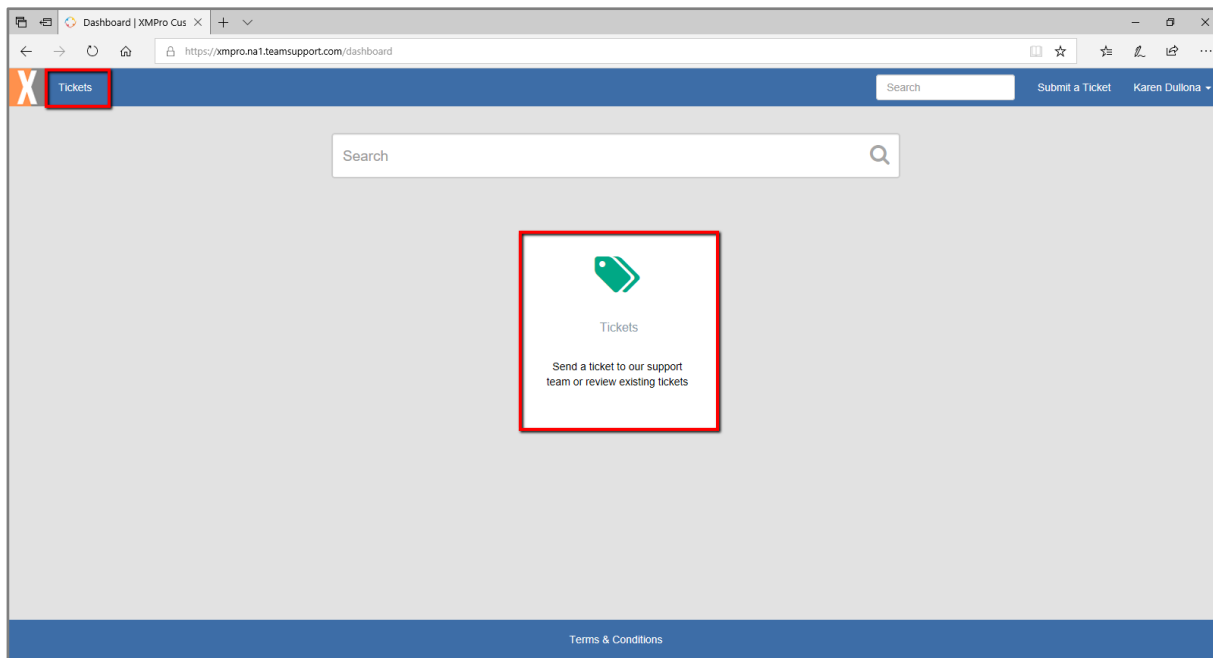 Dashboard | XMPro Cus
https://xmpro.na1.teamsupport.com/dashboard
X Tickets Search Submit a Ticket Karen Dullona
Search
Tickets
Send a ticket to our support
team or review existing tickets
Terms & Conditions